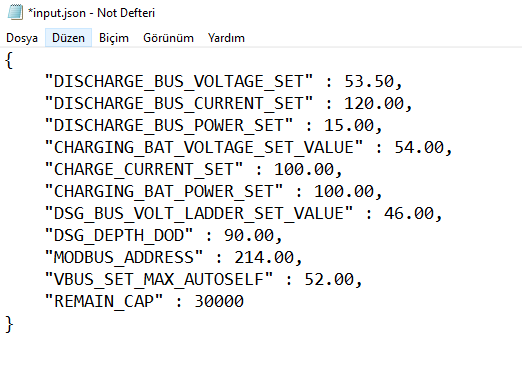 *input.json - Not Defteri
Dosya Düzen Biçim Görünüm Yardım
{
"DISCHARGE_BUS_VOLTAGE_SET" : 53.50,
"DISCHARGE_BUS_CURRENT_SET" : 120.00,
"DISCHARGE_BUS_POWER_SET" : 15.00,
"CHARGING_BAT_VOLTAGE_SET_VALUE" : 54.00,
"CHARGE_CURRENT_SET" : 100.00,
"CHARGING_BAT_POWER_SET" : 100.00,
"DSG_BUS_VOLT_LADDER_SET_VALUE" : 46.00,
"DSG_DEPTH_DOD" : 90.00,
"MODBUS_ADDRESS" : 214.00,
"VBUS_SET_MAX_AUTOSELF" : 52.00,
"REMAIN_CAP" : 30000
}